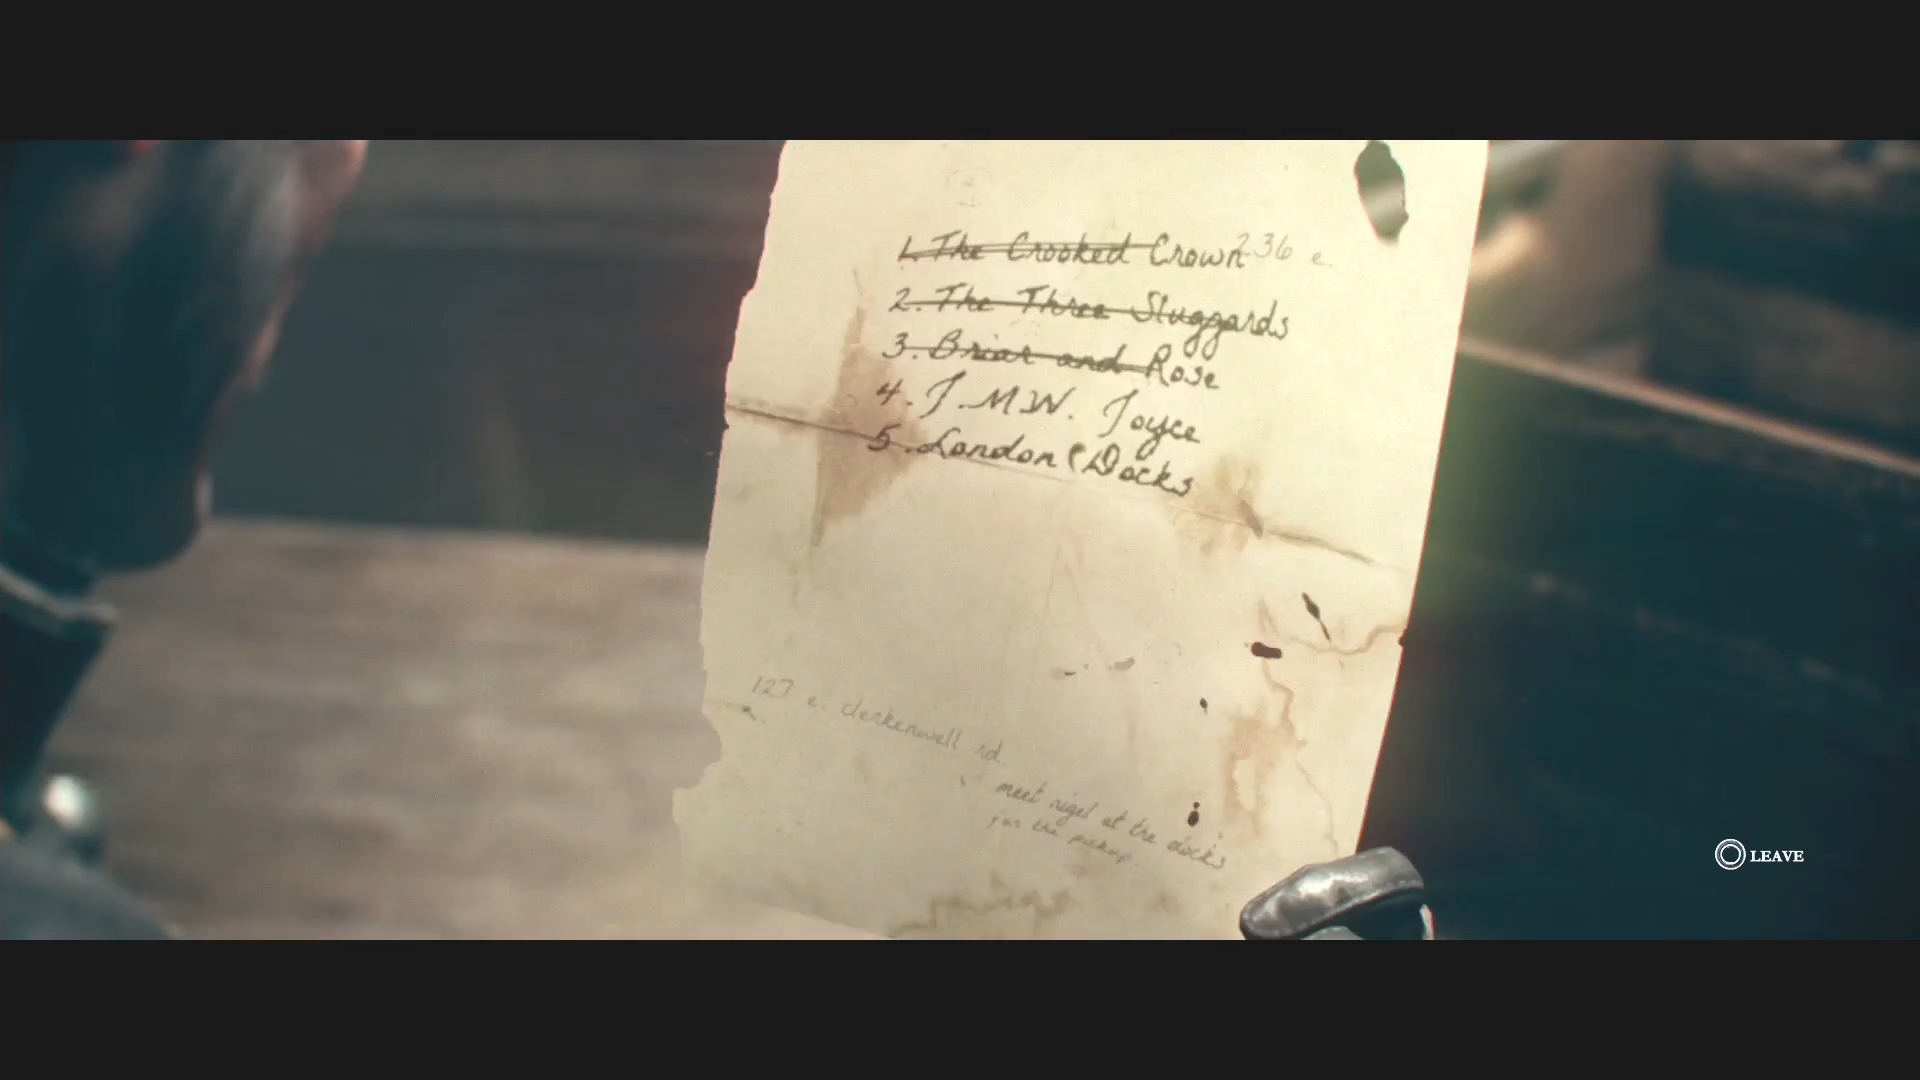 1. The Crooked Crown 236 e.
2. The Three Sluggards
3. Briar and Rose
4. J.M.W. Joyce
5. London Docks
127 e. clerkenwell rd.
meet nigel at the docks
for the pickup.
LEAVE